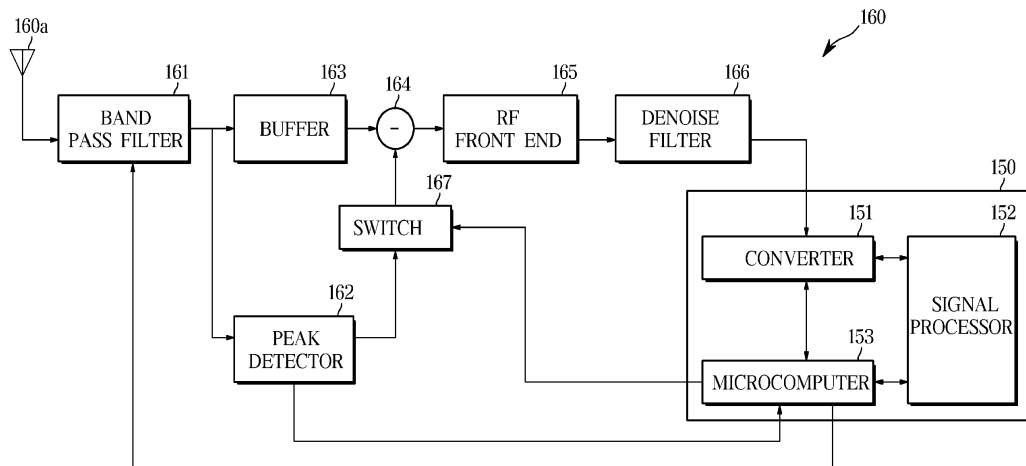 160a
160
161
BAND
PASS FILTER
163
BUFFER
164
-
165
RF
FRONT END
166
DENOISE
FILTER
167
SWITCH
162
PEAK
DETECTOR
150
151
CONVERTER
152
SIGNAL
PROCESSOR
153
MICROCOMPUTER